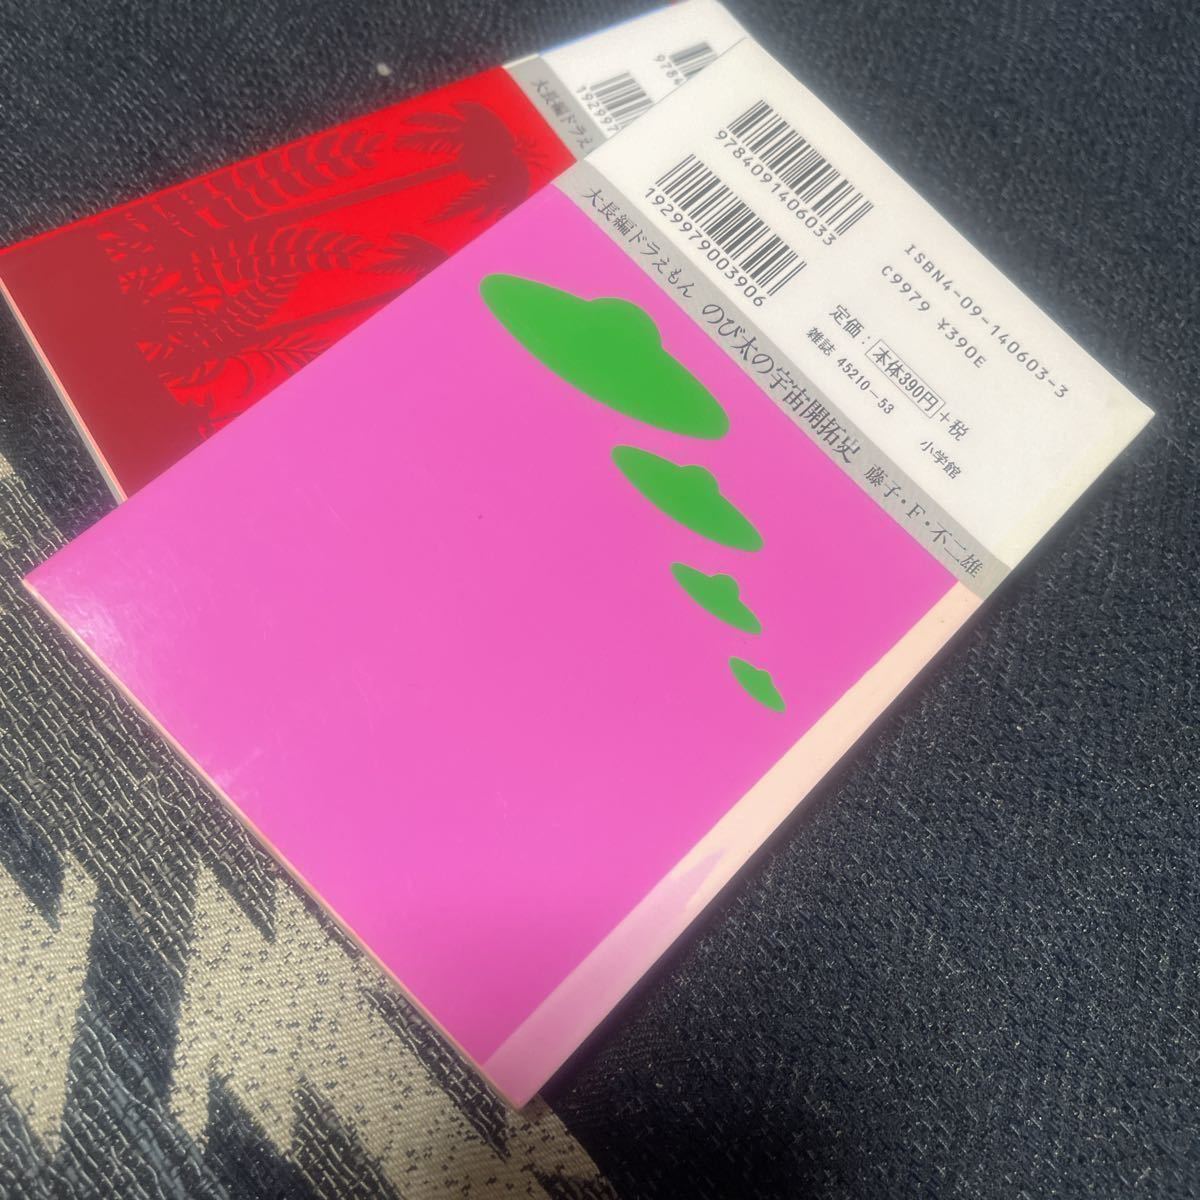 9784
192997
大長編ドラえ
9784091406033
1929979003906
ISBN4-09-140603-3
C9979 ¥390E
定価：本体390円+税
雑誌 45210-53
小学館
大長編ドラえもん のび太の宇宙開拓史 藤子・F・不二雄